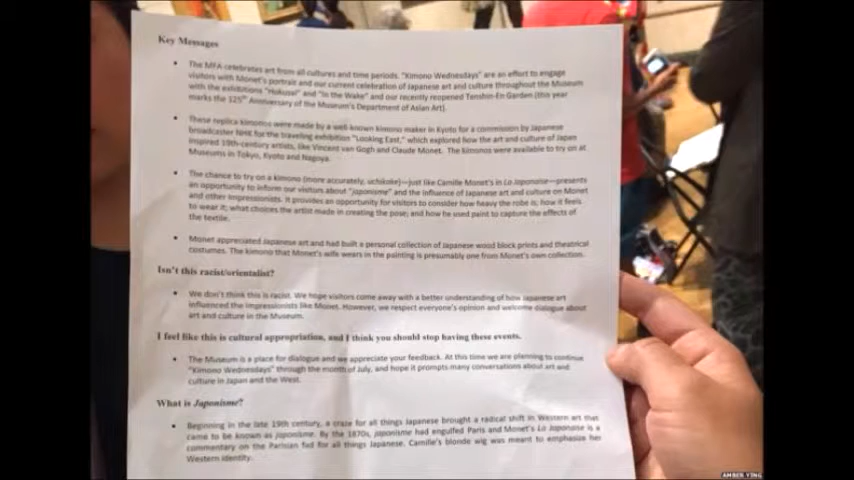 Key Messages
• The MFA celebrates art from all cultures and time periods. "Kimono Wednesdays" are an effort to engage
visitors with Monet's portrait and our current celebration of Japanese art and culture throughout the Museum
with the exhibitions "Hokusai" and "In the Wake" and our recently reopened Tenshin-En Garden (this year
marks the 125th Anniversary of the Museum's Department of Asian Art).
• These replica kimonos were made by a well known kimono maker in Kyoto for a commission by Japanese
broadcaster NHK for the traveling exhibition "Looking East," which explored how the art and culture of Japan
inspired 19th-century artists, like Vincent van Gogh and Claude Monet. The kimonos were available to try on at
Museums in Tokyo, Kyoto and Nagoya.
• The chance to try on a kimono (more accurately, uchikake)—just like Camille Monet's in La Japonaise—presents
an opportunity to inform our visitors about "japonisme" and the influence of Japanese art and culture on Monet
and other Impressionists. It provides an opportunity for visitors to consider how heavy the robe is; how it feels
to wear it; what choices the artist made in creating the pose; and how he used paint to capture the effects of
the textile.
• Monet appreciated Japanese art and had built a personal collection of Japanese wood block prints and theatrical
costumes. The kimono that Monet's wife wears in the painting is presumably one from Monet's own collection.
Isn't this racist/orientalist?
• We don't think this is racist. We hope visitors come away with a better understanding of how Japanese art
influenced the Impressionists like Monet. However, we respect everyone's opinion and welcome dialogue about
art and culture in the Museum.
I feel like this is cultural appropriation, and I think you should stop having these events.
• The Museum is a place for dialogue and we appreciate your feedback. At this time we are planning to continue
"Kimono Wednesdays" through the month of July, and hope it prompts many conversations about art and
culture in Japan and the West.
What is Japonisme?
• Beginning in the late 19th century, a craze for all things Japanese brought a radical shift in Western art that
came to be known as japonisme. By the 1870s, japonisme had engulfed Paris and Monet's La Japonaise is a
commentary on the Parisian fad for all things Japanese. Camille's blonde wig was meant to emphasize her
Western identity.
AMBER YING